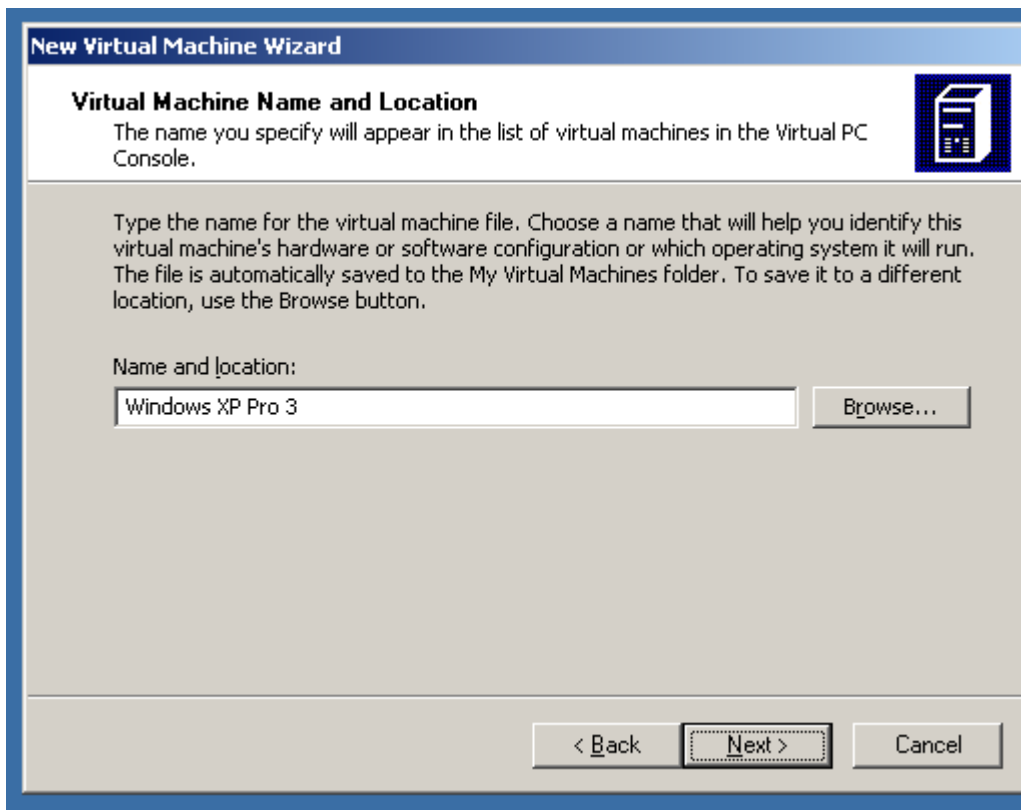 New Virtual Machine Wizard
Virtual Machine Name and Location
The name you specify will appear in the list of virtual machines in the Virtual PC
Console.
Type the name for the virtual machine file. Choose a name that will help you identify this
virtual machine's hardware or software configuration or which operating system it will run.
The file is automatically saved to the My Virtual Machines folder. To save it to a different
location, use the Browse button.
Name and location:
Windows XP Pro 3
Browse...
< Back
Next >
Cancel